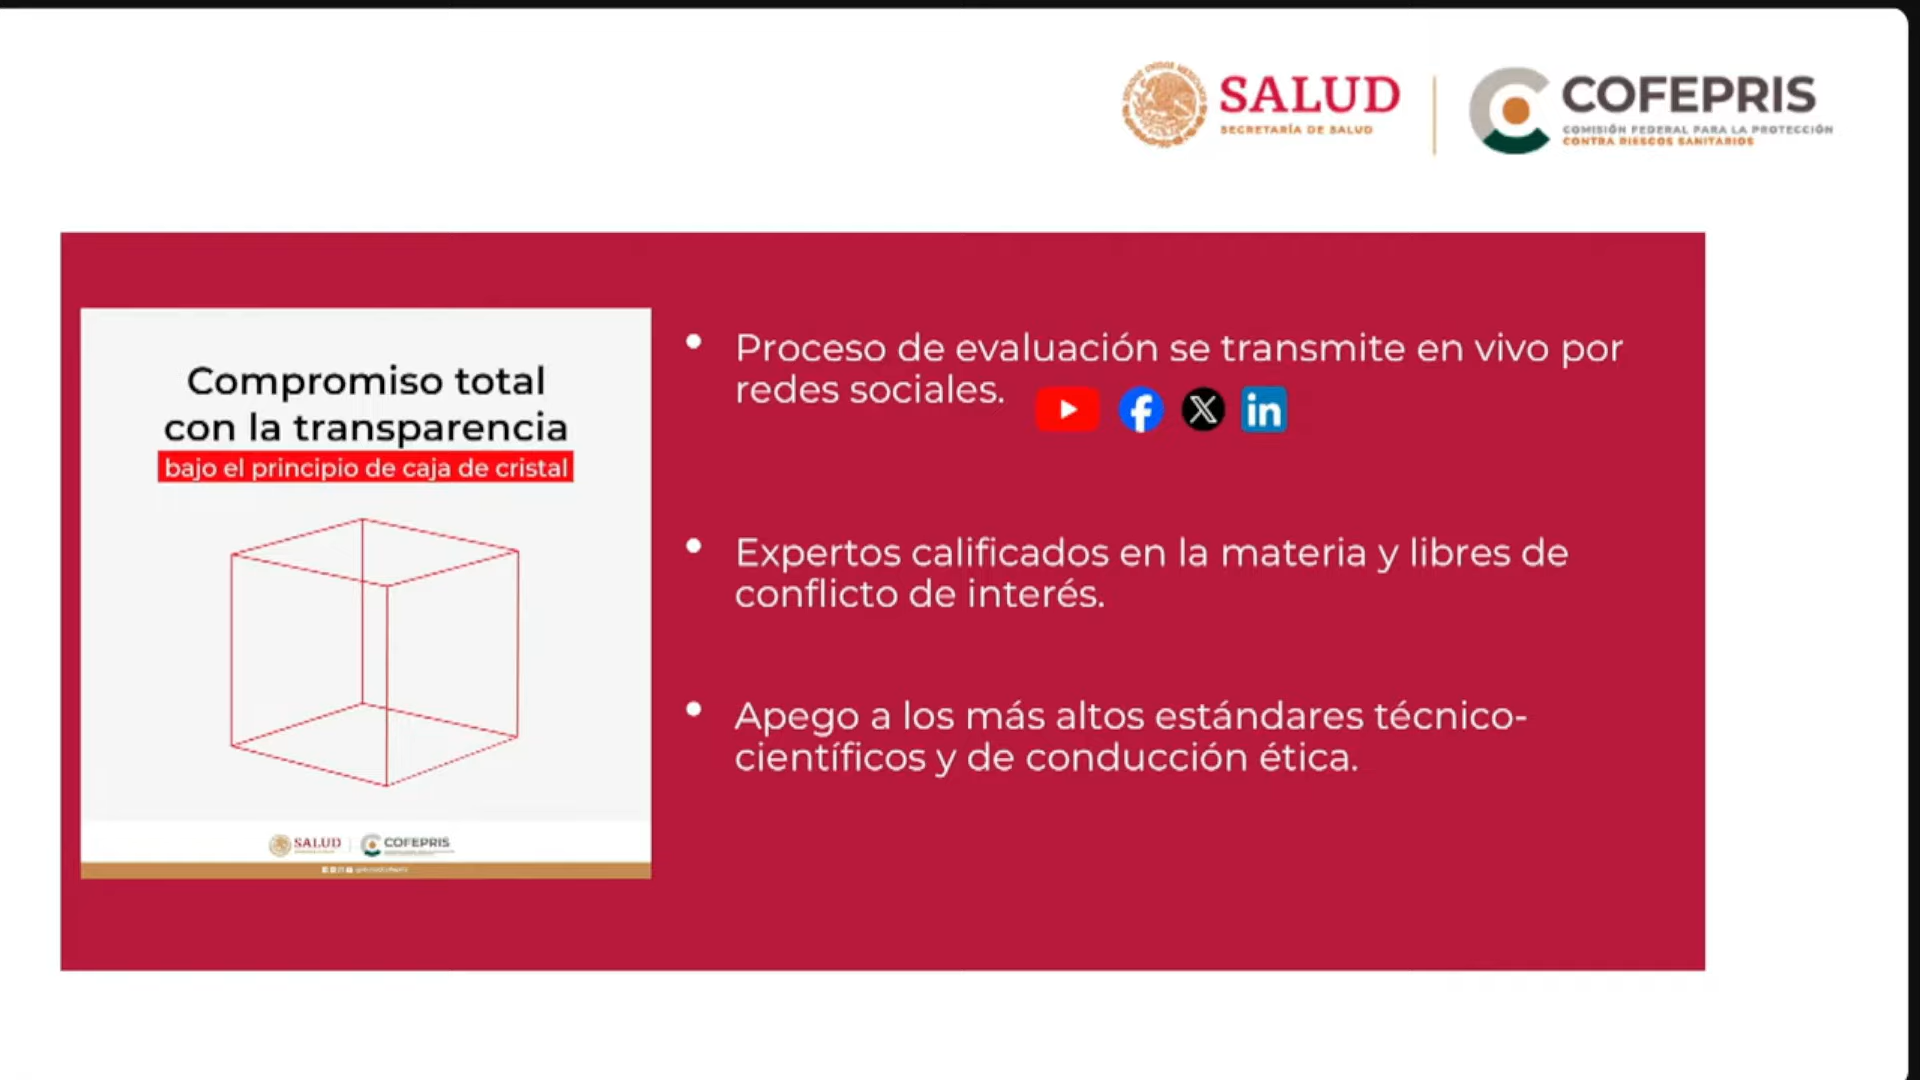 SALUD
SECRETARÍA DE SALUD
COFEPRIS
COMISIÓN FEDERAL PARA LA PROTECCIÓN
CONTRA RIESGOS SANITARIOS
Compromiso total
con la transparencia
bajo el principio de caja de cristal
SALUD
COFEPRIS
• Proceso de evaluación se transmite en vivo por
redes sociales.
• Expertos calificados en la materia y libres de
conflicto de interés.
• Apego a los más altos estándares técnico-
científicos y de conducción ética.